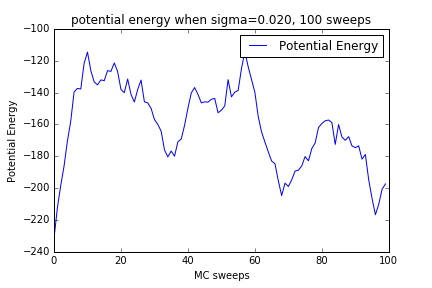 potential energy when sigma=0.020, 100 sweeps
Potential Energy
Potential Energy
−100
−120
−140
−160
−180
−200
−220
−240
0 20 40 60 80 100
MC sweeps